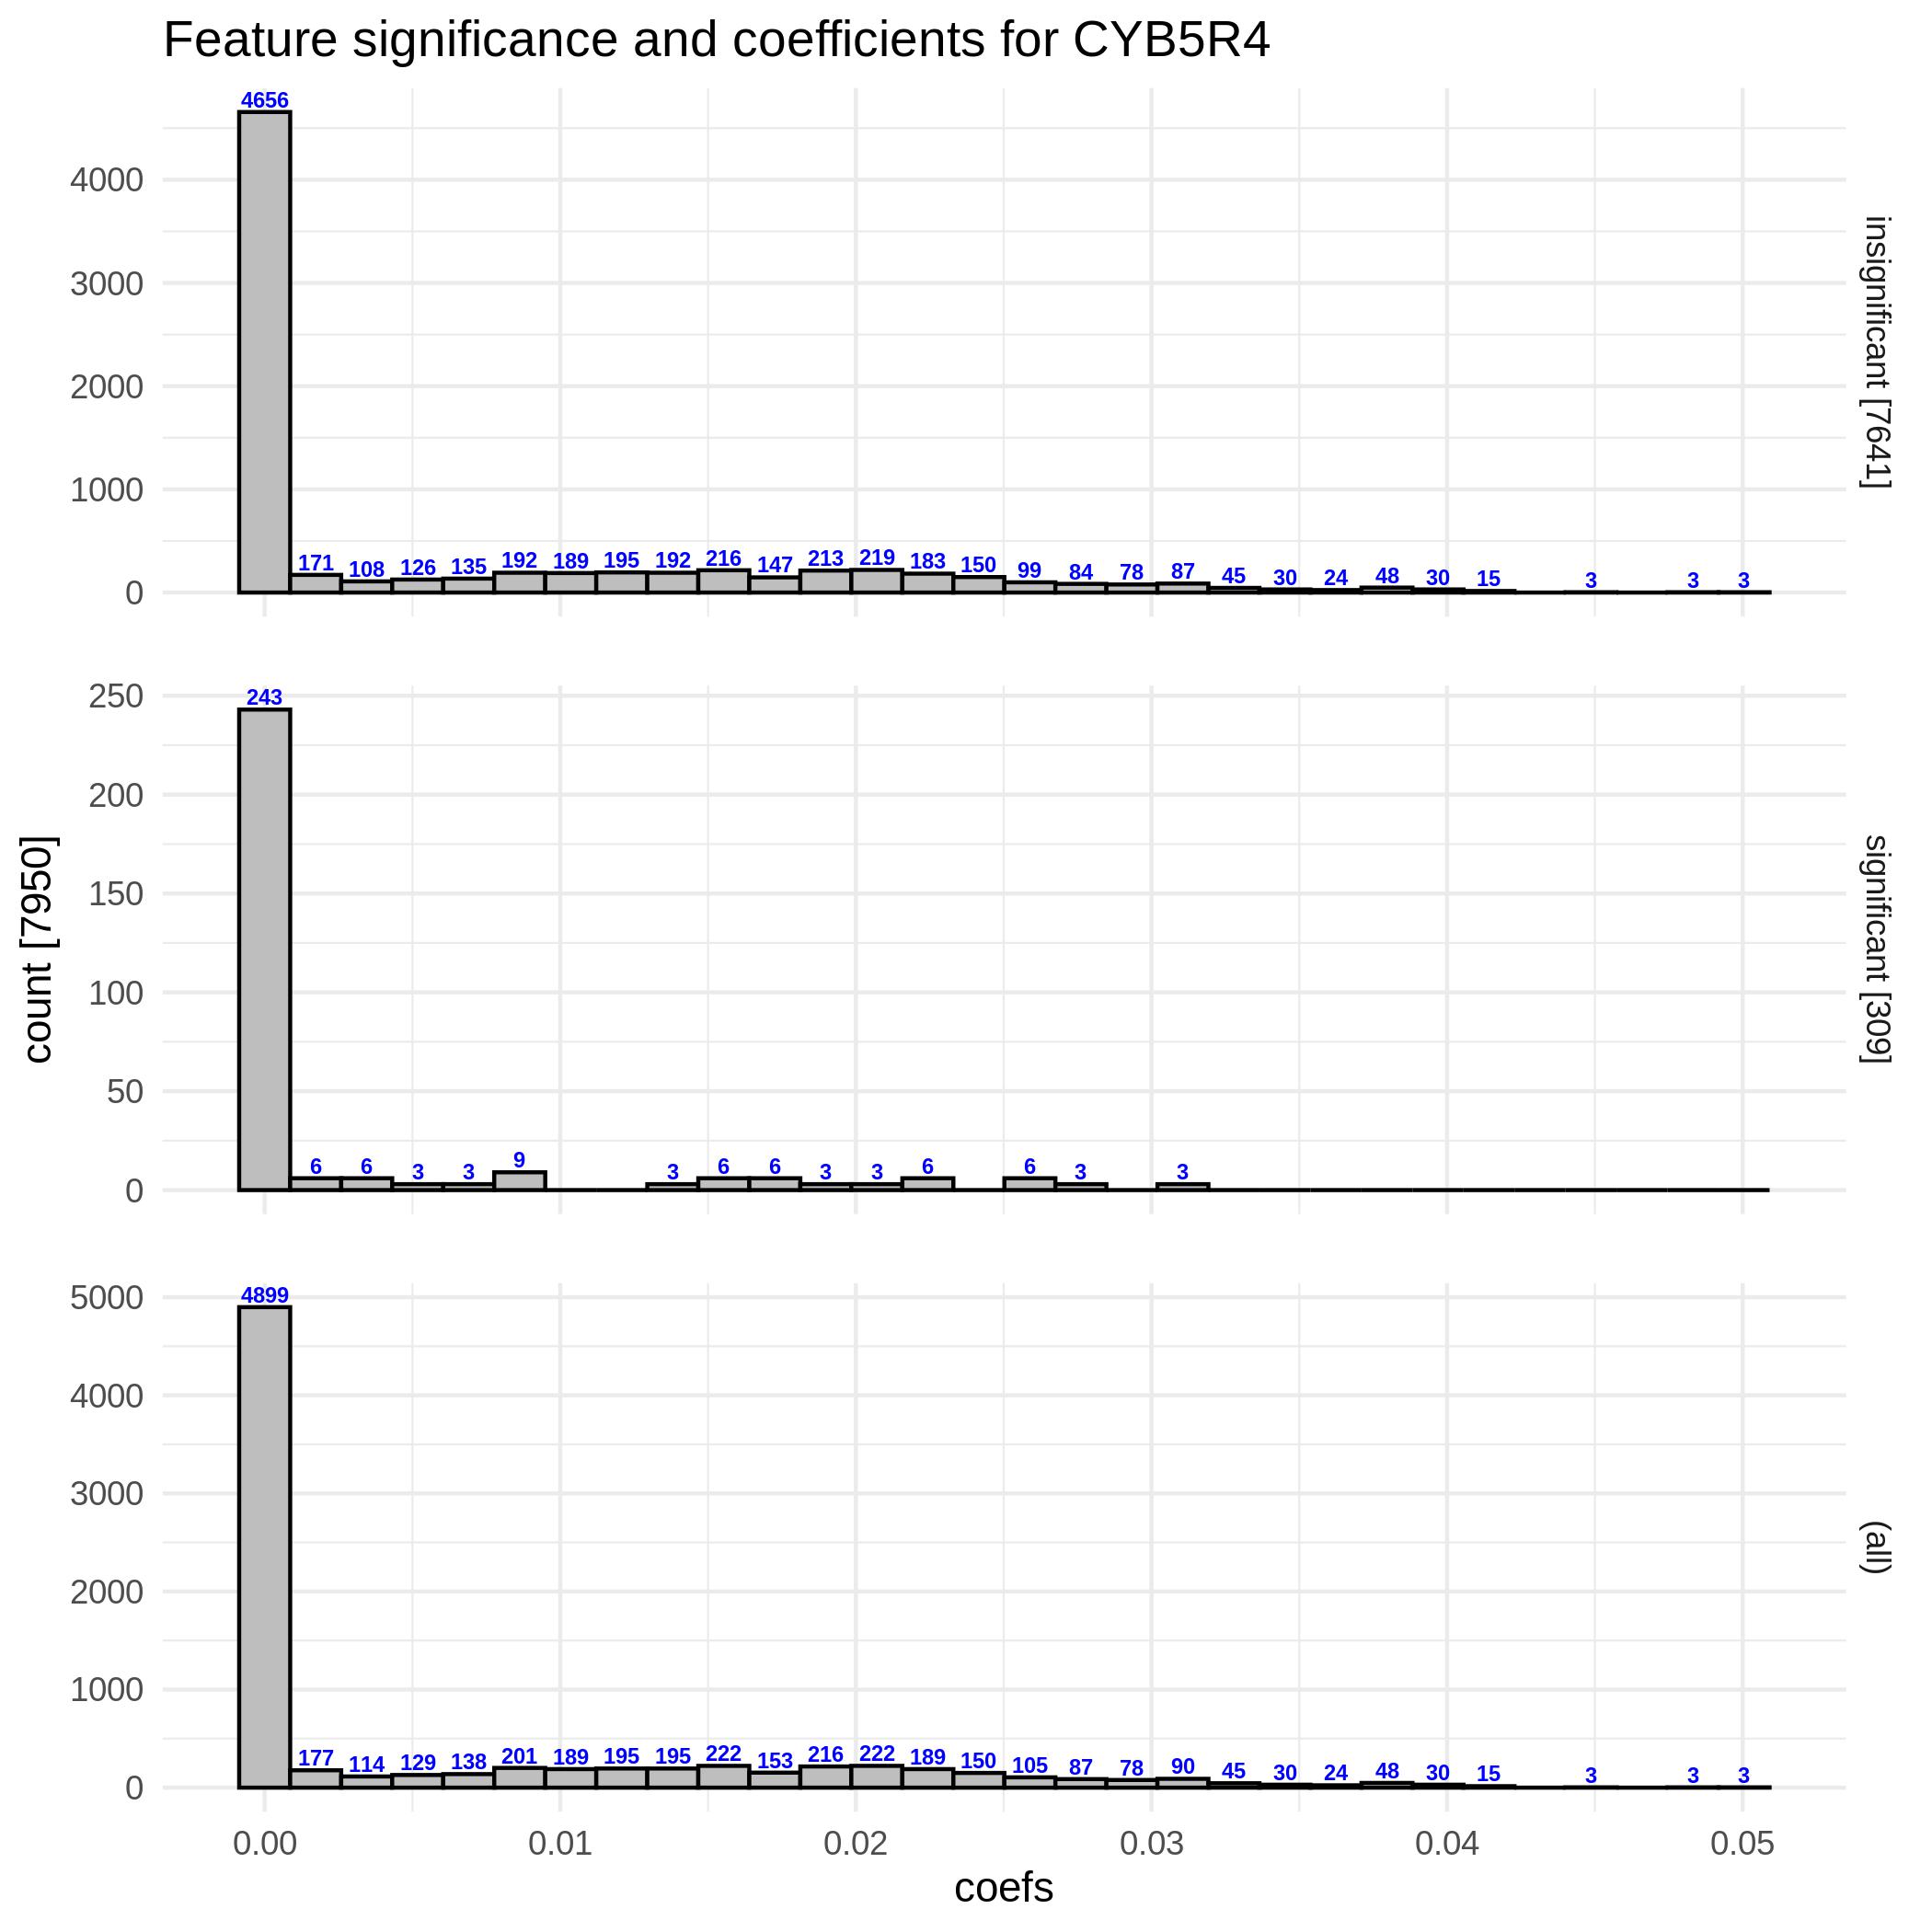 Feature significance and coefficients for CYB5R4
4656
4000
3000
2000
1000
0
171 108 126 135 192 189 195 192 216 147 213 219 183 150 99 84 78 87 45 30 24 48 30 15 3 3 3
insignificant [7641]
250
200
150
100
50
0
243
6 6 3 3 9 3 6 6 3 3 6 6 3 3
significant [309]
count [7950]
5000
4000
3000
2000
1000
0
4899
177 114 129 138 201 189 195 195 222 153 216 222 189 150 105 87 78 90 45 30 24 48 30 15 3 3 3
(all)
0.00 0.01 0.02 0.03 0.04 0.05
coefs